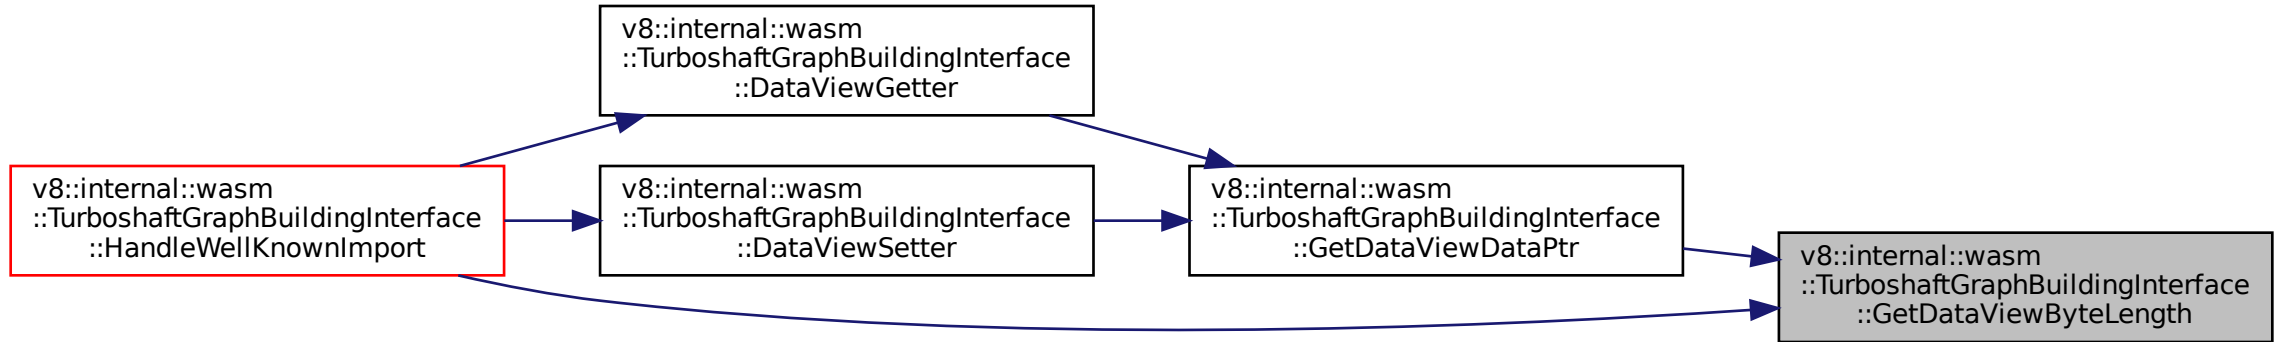 v8::internal::wasm
::TurboshaftGraphBuildingInterface
::DataViewGetter
v8::internal::wasm
::TurboshaftGraphBuildingInterface
::HandleWellKnownImport
v8::internal::wasm
::TurboshaftGraphBuildingInterface
::DataViewSetter
v8::internal::wasm
::TurboshaftGraphBuildingInterface
::GetDataViewDataPtr
v8::internal::wasm
::TurboshaftGraphBuildingInterface
::GetDataViewByteLength